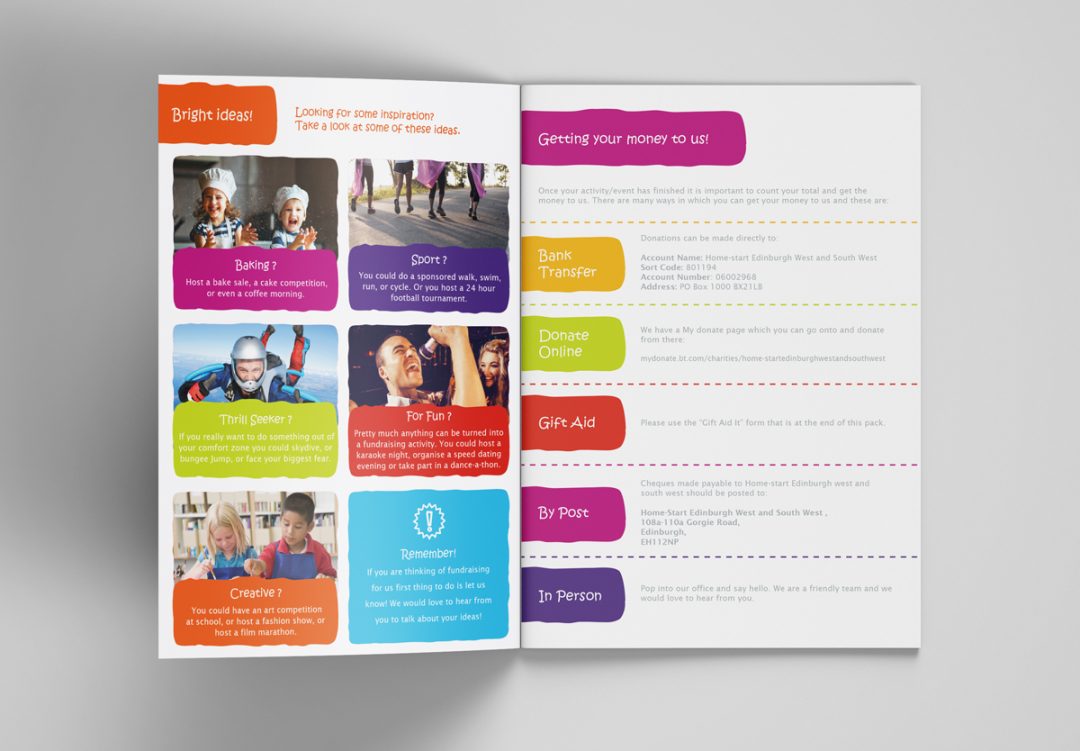 Bright ideas!
Looking for some inspiration?
Take a look at some of these ideas.
Baking ?
Host a bake sale, a cake competition,
or even a coffee morning.
Sport ?
You could do a sponsored walk, swim,
run, or cycle. Or you host a 24 hour
football tournament.
Thrill Seeker ?
If you really want to do something out of
your comfort zone you could skydive, or
bungee jump, or face your biggest fear.
For Fun ?
Pretty much anything can be turned into
a fundraising activity. You could host a
karaoke night, organise a speed dating
evening or take part in a dance-a-thon.
Creative ?
You could have an art competition
at school, or host a fashion show, or
host a film marathon.
Remember!
If you are thinking of fundraising
for us first thing to do is let us
know! We would love to hear from
you to talk about your ideas!
Getting your money to us!
Once your activity/event has finished it is important to count your total and get the
money to us. There are many ways in which you can get your money to us and these are:
Bank
Transfer
Donations can be made directly to:
Account Name: Home-start Edinburgh West and South West
Sort Code: 801194
Account Number: 06002968
Address: PO Box 1000 BX21LB
Donate
Online
We have a My donate page which you can go onto and donate
from there:
mydonate.bt.com/charities/home-startedinburghwestandsouthwest
Gift Aid
Please use the "Gift Aid It" form that is at the end of this pack.
By Post
Cheques made payable to Home-start Edinburgh west and
south west should be posted to:
Home-Start Edinburgh West and South West ,
108a-110a Gorgie Road,
Edinburgh,
EH112NP
In Person
Pop into our office and say hello. We are a friendly team and we
would love to hear from you.